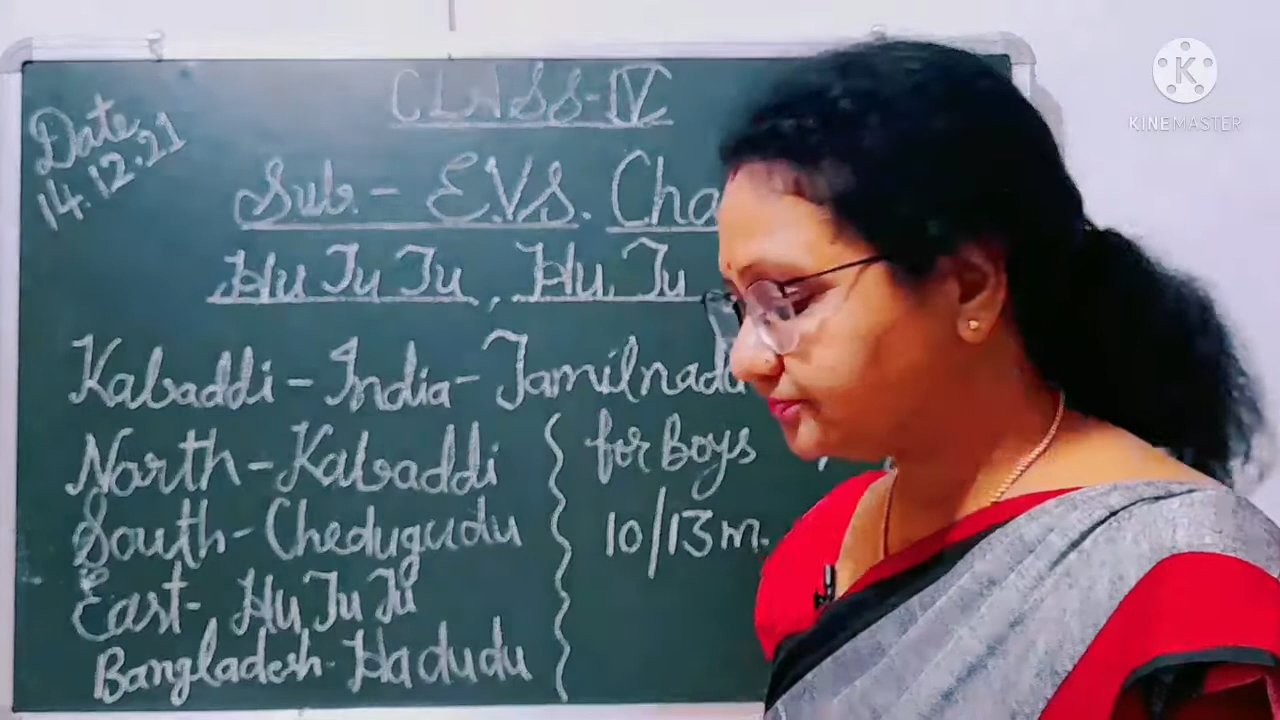 CLASS-IV
Date
14.12.21
Sub.- E.V.S. Cha
Hu Tu Tu, Hu Tu
Kabaddi - India - Tamilnadu
North - Kabaddi
for Boys
South - Chedugudu
10/13 m.
East - Hu Tu Tu
Bangladesh - Hadudu
K
KINEMASTER